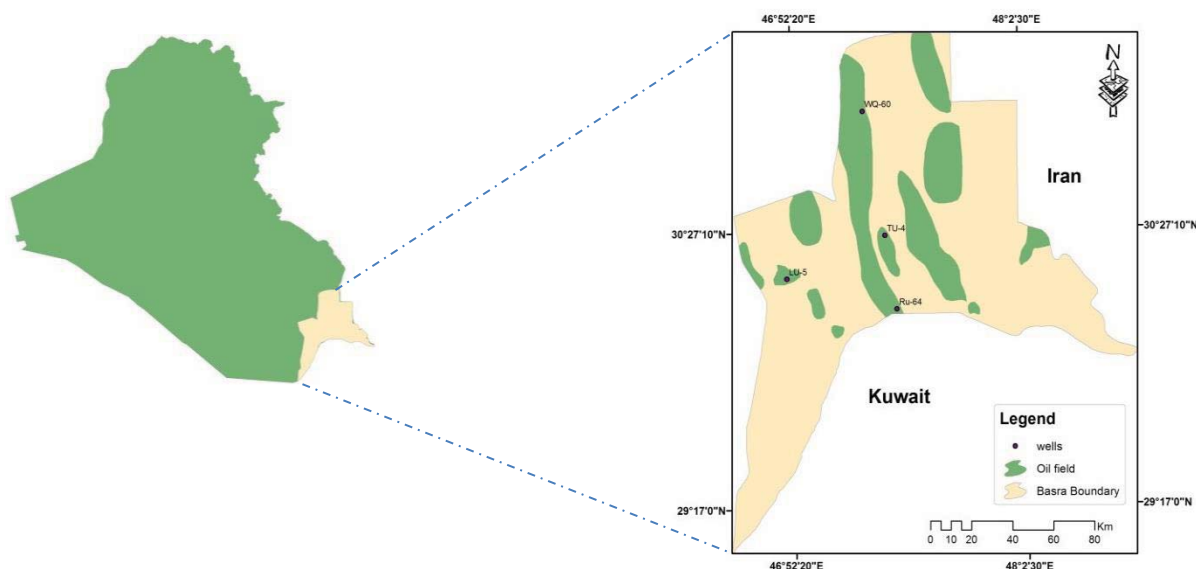 46°52'20"E
48°2'30"E
N
WQ-60
Iran
30°27'10"N
30°27'10"N
TU-4
LU-5
Ru-64
Kuwait
Legend
wells
Oil field
Basra Boundary
29°17'0"N
29°17'0"N
Km
0 10 20 40 60 80
46°52'20"E
48°2'30"E